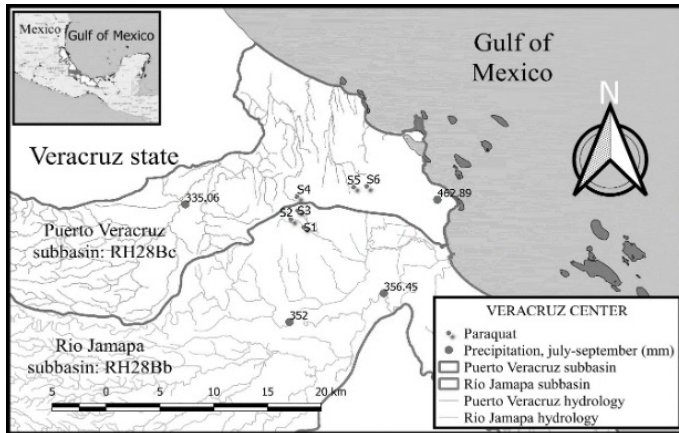 Mexico
Gulf of Mexico
Gulf of
Mexico
N
Veracruz state
S5
S6
S4
462.89
335.06
S2
S3
S1
Puerto Veracruz
subbasin: RH28Bc
356.45
352
Rio Jamapa
subbasin: RH28Bb
5 0 5 10 15 20 km
VERACRUZ CENTER
Paraquat
Precipitation, july-september (mm)
Puerto Veracruz subbasin
Río Jamapa subbasin
Puerto Veracruz hydrology
Rio Jamapa hydrology